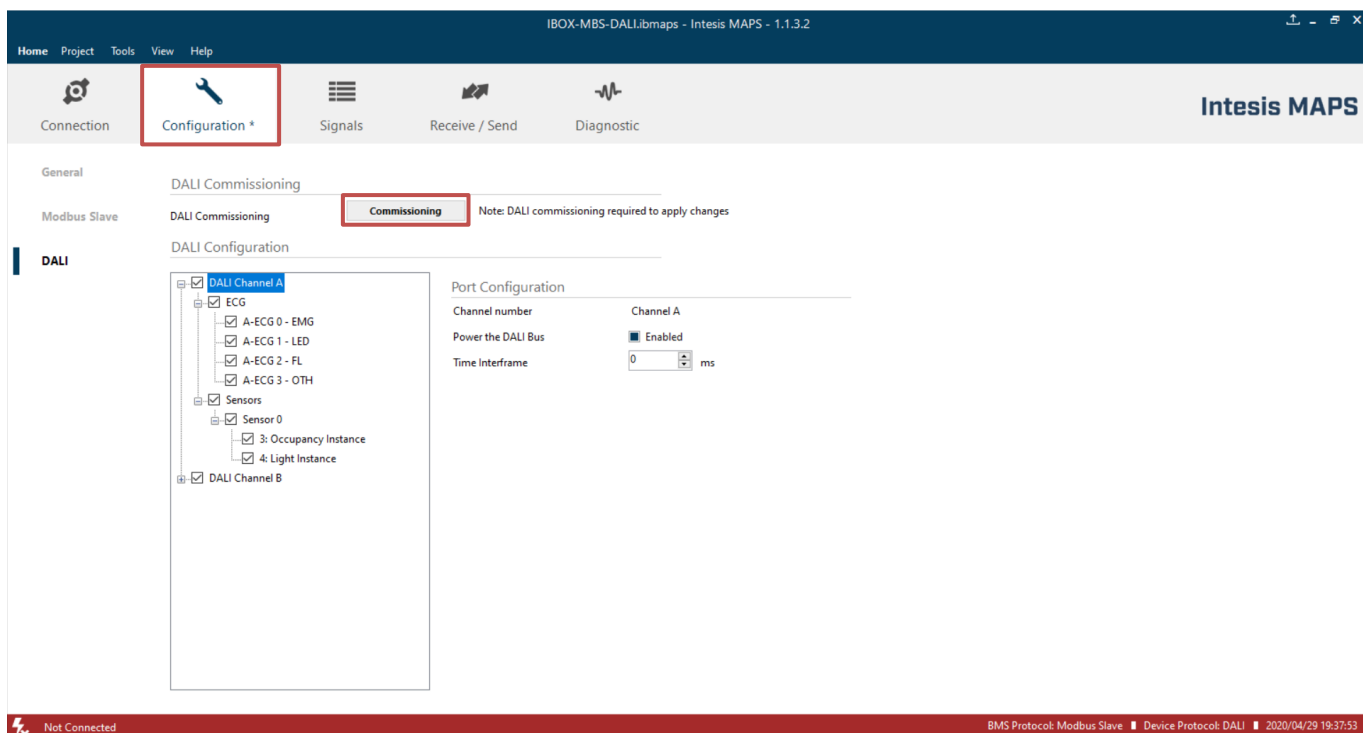 IBOX-MBS-DALI.ibmaps - Intesis MAPS - 1.1.3.2
Home Project Tools View Help
Connection Configuration * Signals Receive / Send Diagnostic
Intesis MAPS
General
Modbus Slave
DALI
DALI Commissioning
DALI Commissioning Commissioning Note: DALI commissioning required to apply changes
DALI Configuration
DALI Channel A
ECG
A-ECG 0 - EMG
A-ECG 1 - LED
A-ECG 2 - FL
A-ECG 3 - OTH
Sensors
Sensor 0
3: Occupancy Instance
4: Light Instance
DALI Channel B
Port Configuration
Channel number Channel A
Power the DALI Bus Enabled
Time Interframe 0 ms
Not Connected
BMS Protocol: Modbus Slave Device Protocol: DALI 2020/04/29 19:37:53